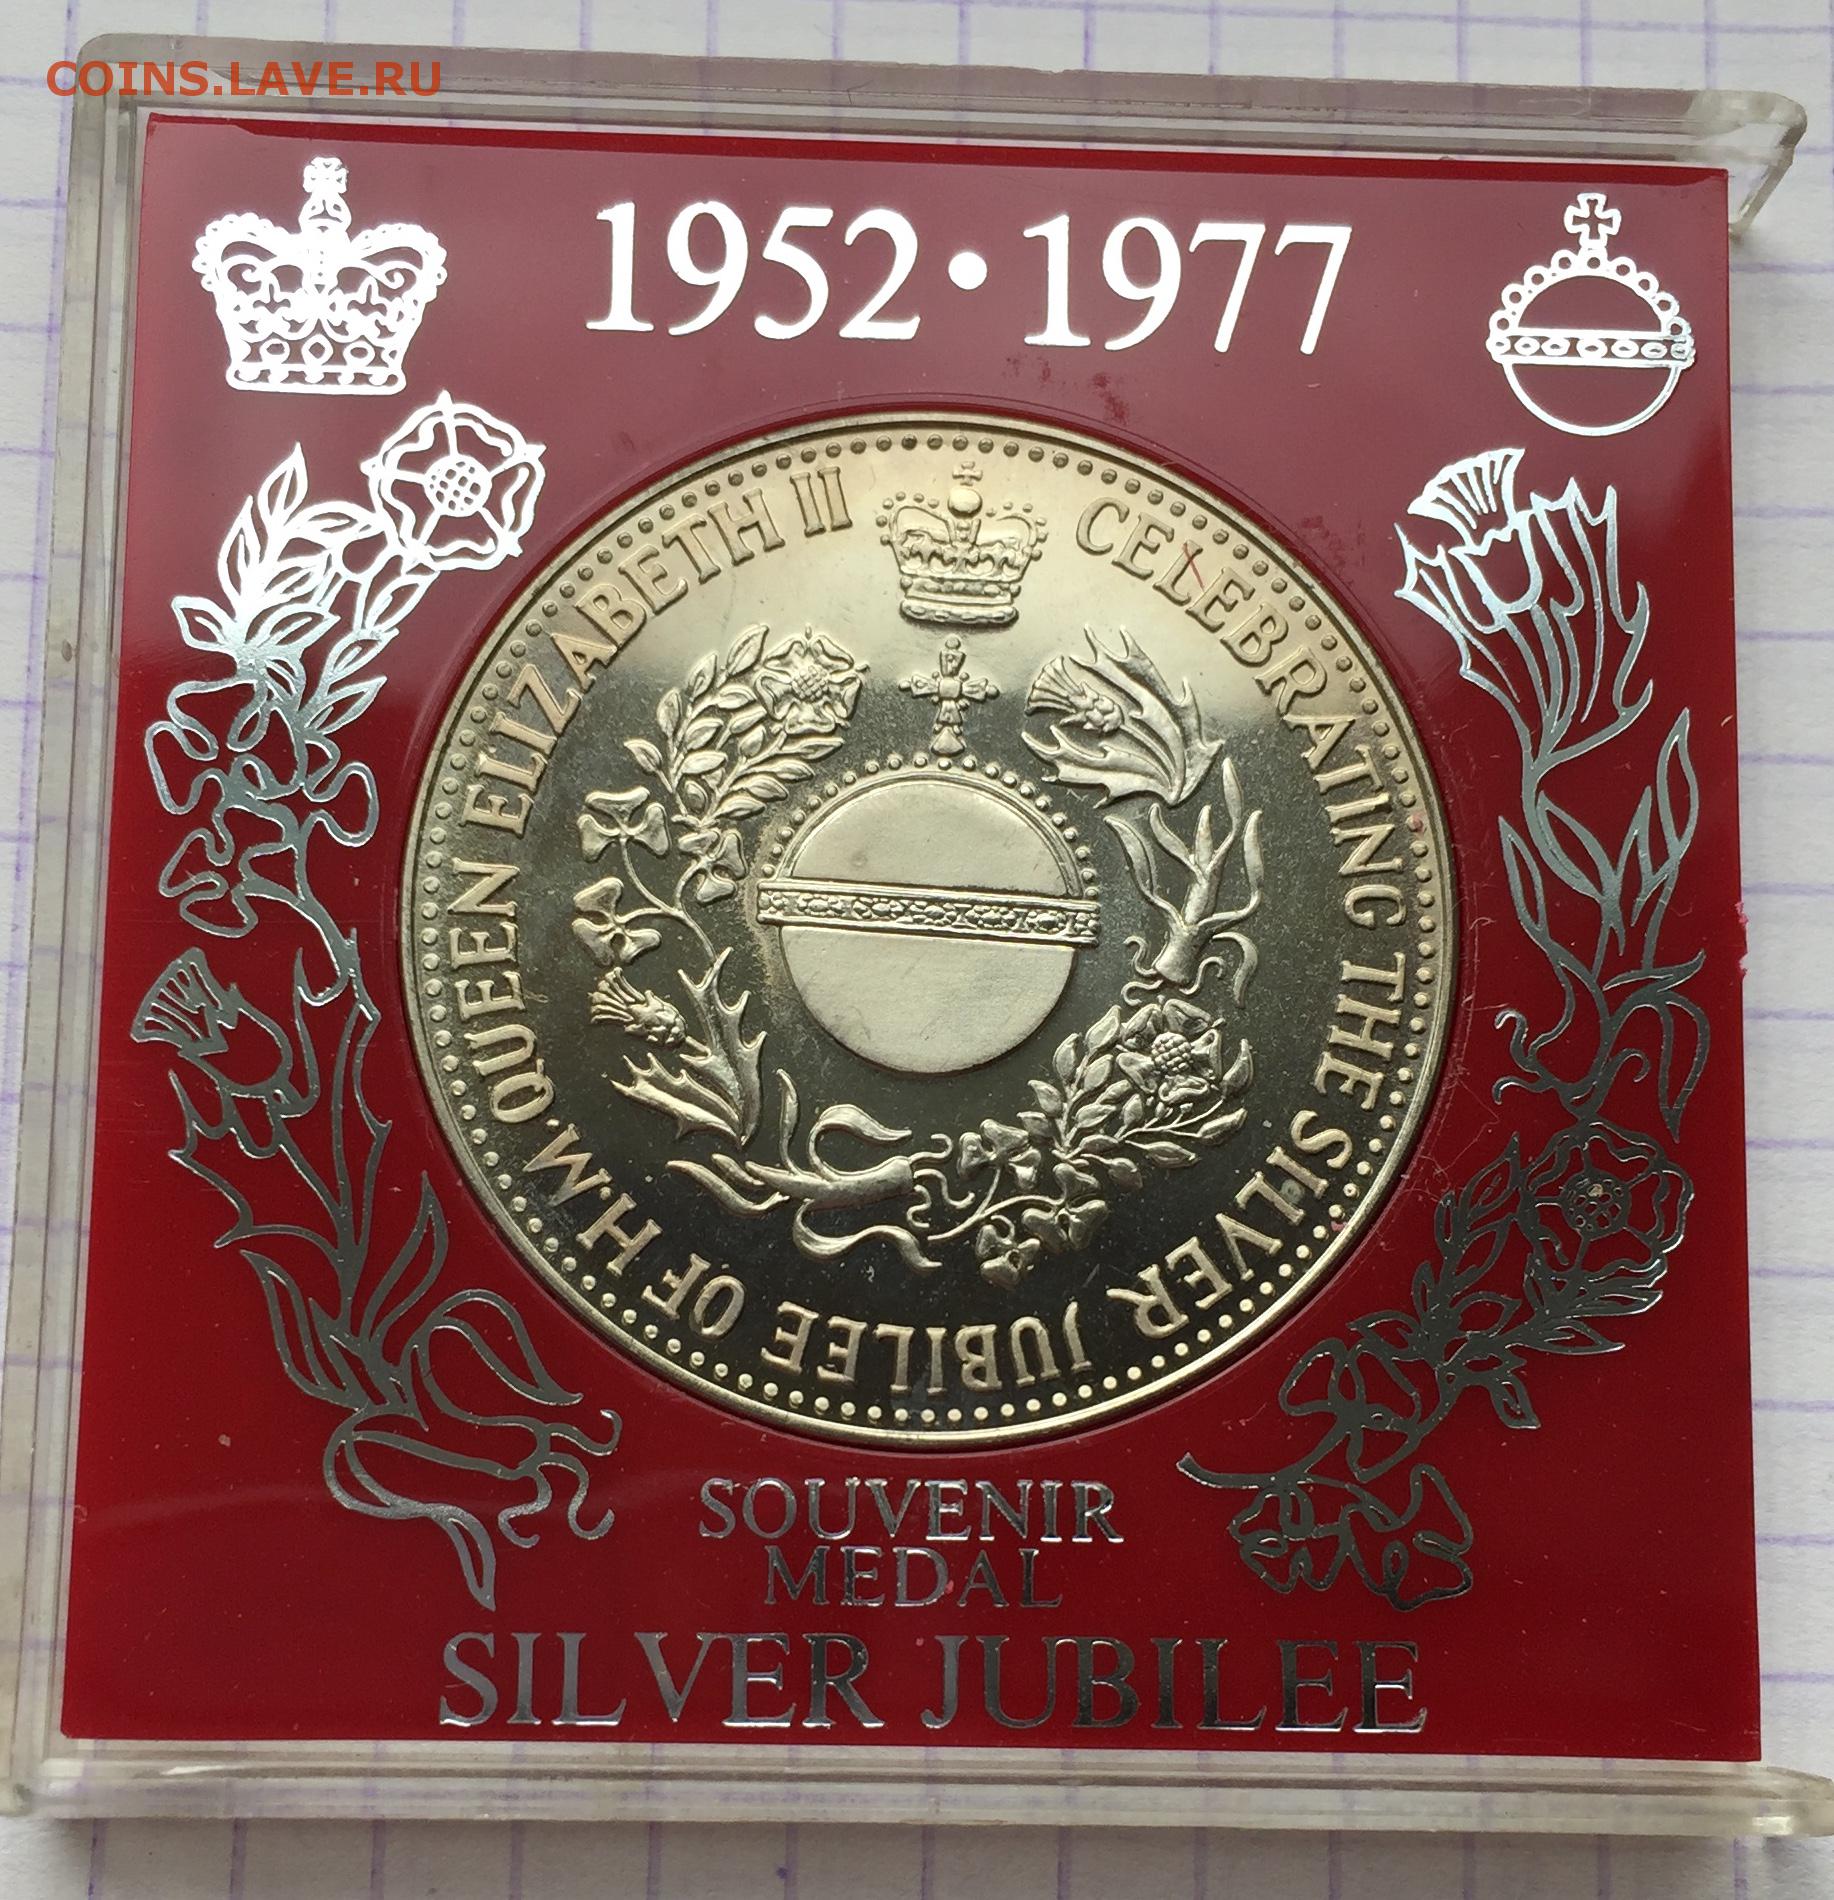 COINS.LAVE.RU
1952 • 1977
CELEBRATING THE SILVER JUBILEE OF H.M. QUEEN ELIZABETH II
SOUVENIR
MEDAL
SILVER JUBILEE